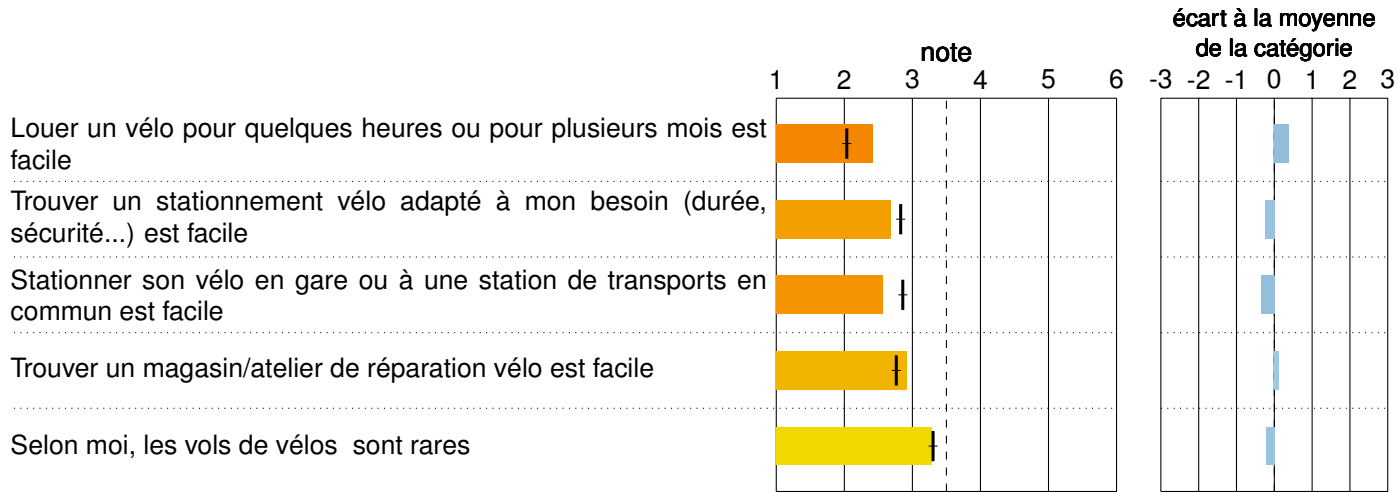 écart à la moyenne
de la catégorie
note
1 2 3 4 5 6
-3 -2 -1 0 1 2 3
Louer un vélo pour quelques heures ou pour plusieurs mois est
facile
Trouver un stationnement vélo adapté à mon besoin (durée,
sécurité...) est facile
Stationner son vélo en gare ou à une station de transports en
commun est facile
Trouver un magasin/atelier de réparation vélo est facile
Selon moi, les vols de vélos sont rares